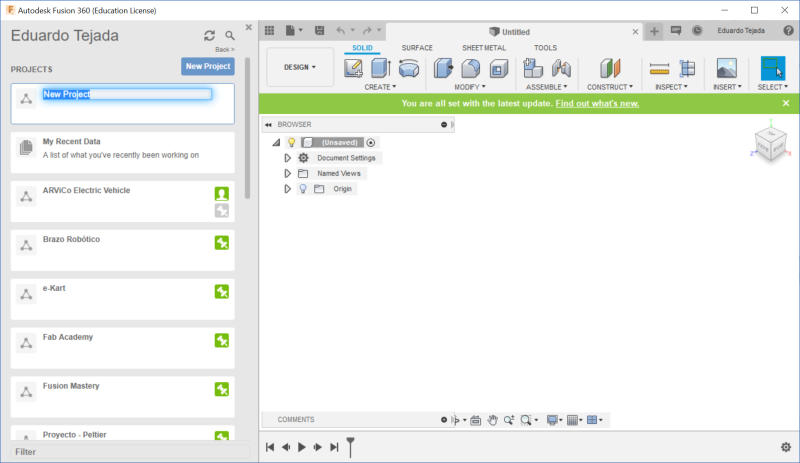 Autodesk Fusion 360 (Education License)
Eduardo Tejada
Back >
PROJECTS
New Project
New Project
My Recent Data
A list of what you've recently been working on
ARViCo Electric Vehicle
Brazo Robótico
e-Kart
Fab Academy
Fusion Mastery
Proyecto - Peltier
Filter
Untitled
Eduardo Tejada
SOLID
SURFACE
SHEET METAL
TOOLS
DESIGN
CREATE
MODIFY
ASSEMBLE
CONSTRUCT
INSPECT
INSERT
SELECT
You are all set with the latest update. Find out what's new.
BROWSER
(Unsaved)
Document Settings
Named Views
Origin
Z
X
COMMENTS